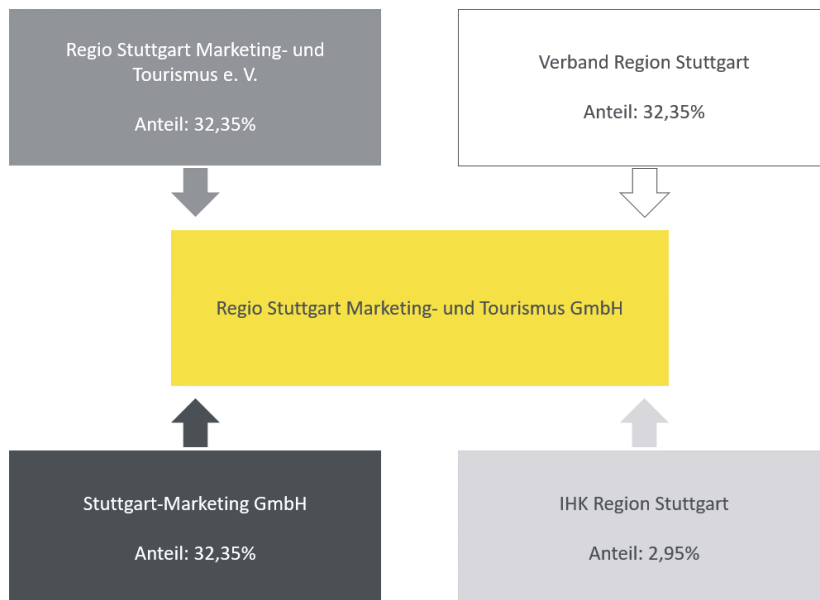 Regio Stuttgart Marketing- und
Tourismus e. V.
Anteil: 32,35%
Verband Region Stuttgart
Anteil: 32,35%
Regio Stuttgart Marketing- und Tourismus GmbH
Stuttgart-Marketing GmbH
Anteil: 32,35%
IHK Region Stuttgart
Anteil: 2,95%